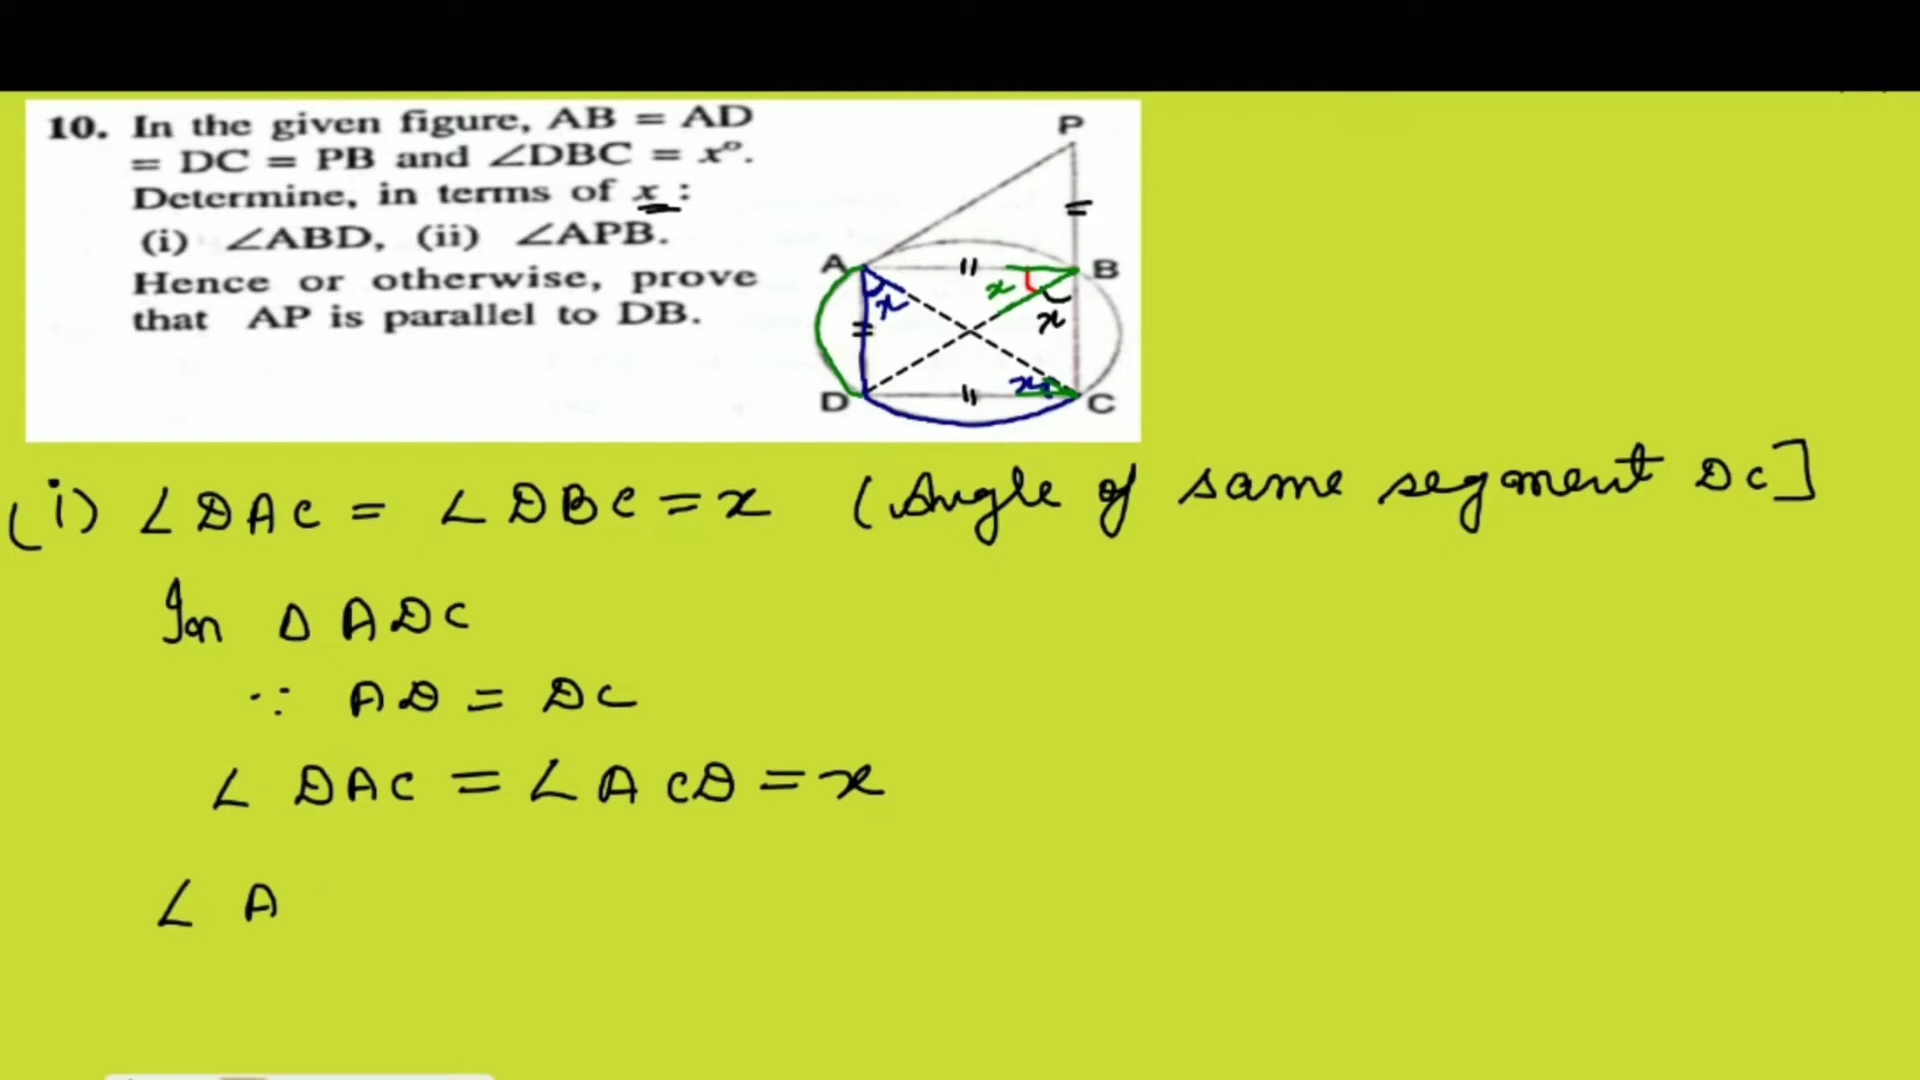 10. In the given figure, AB = AD
= DC = PB and ∠DBC = x°.
Determine, in terms of x :
(i) ∠ABD, (ii) ∠APB.
Hence or otherwise, prove
that AP is parallel to DB.
P
=
A
B
"
x
x
x
=
x
D
C
"
(i) ∠DAC = ∠DBC = x (Angle of same segment DC]
In Δ ADC
∵ AD = DC
∠DAC = ∠ACD = x
∠A